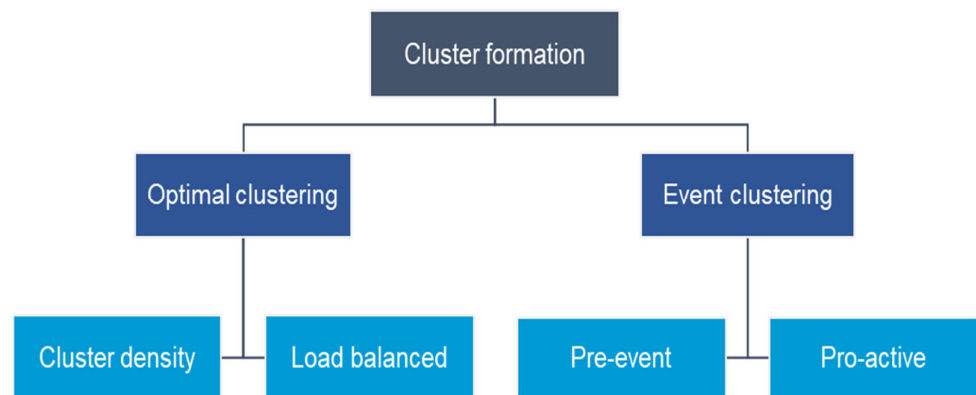 Cluster formation
Optimal clustering
Event clustering
Cluster density
Load balanced
Pre-event
Pro-active